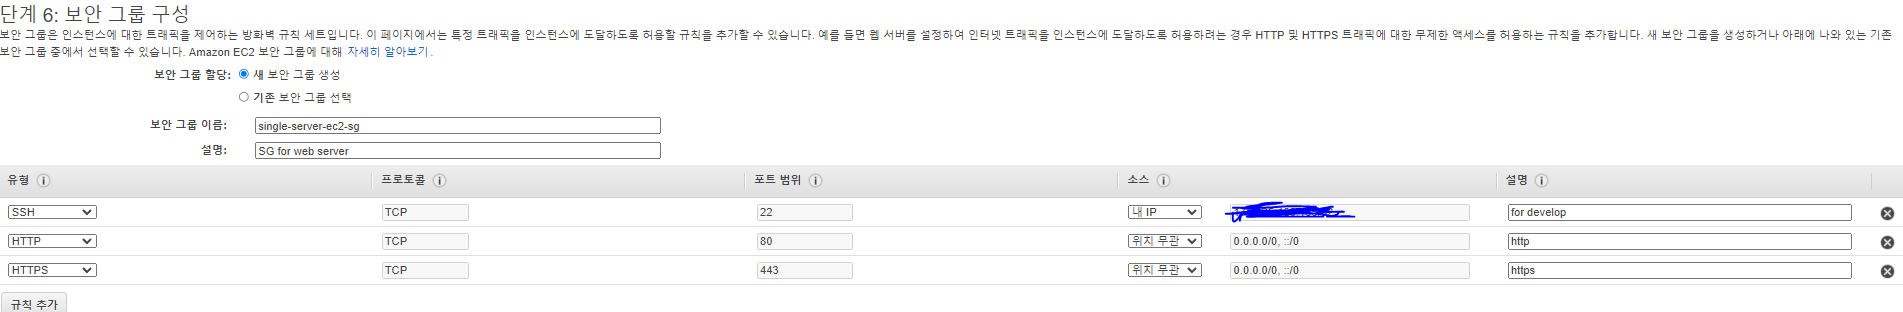 단계 6: 보안 그룹 구성
보안 그룹은 인스턴스에 대한 트래픽을 제어하는 방화벽 규칙 세트입니다. 이 페이지에서는 특정 트래픽을 인스턴스에 도달하도록 허용할 규칙을 추가할 수 있습니다. 예를 들면 웹 서버를 설정하여 인터넷 트래픽을 인스턴스에 도달하도록 허용하려는 경우 HTTP 및 HTTPS 트래픽에 대한 무제한 액세스를 허용하는 규칙을 추가합니다. 새 보안 그룹을 생성하거나 아래에 나와 있는 기존
보안 그룹 중에서 선택할 수 있습니다. Amazon EC2 보안 그룹에 대해 자세히 알아보기.
보안 그룹 할당: 새 보안 그룹 생성
기존 보안 그룹 선택
보안 그룹 이름: single-server-ec2-sg
설명: SG for web server
유형 프로토콜 포트 범위 소스 설명
SSH TCP 22 내 IP for develop
HTTP TCP 80 위치 무관 0.0.0.0/0, ::/0 http
HTTPS TCP 443 위치 무관 0.0.0.0/0, ::/0 https
규칙 추가